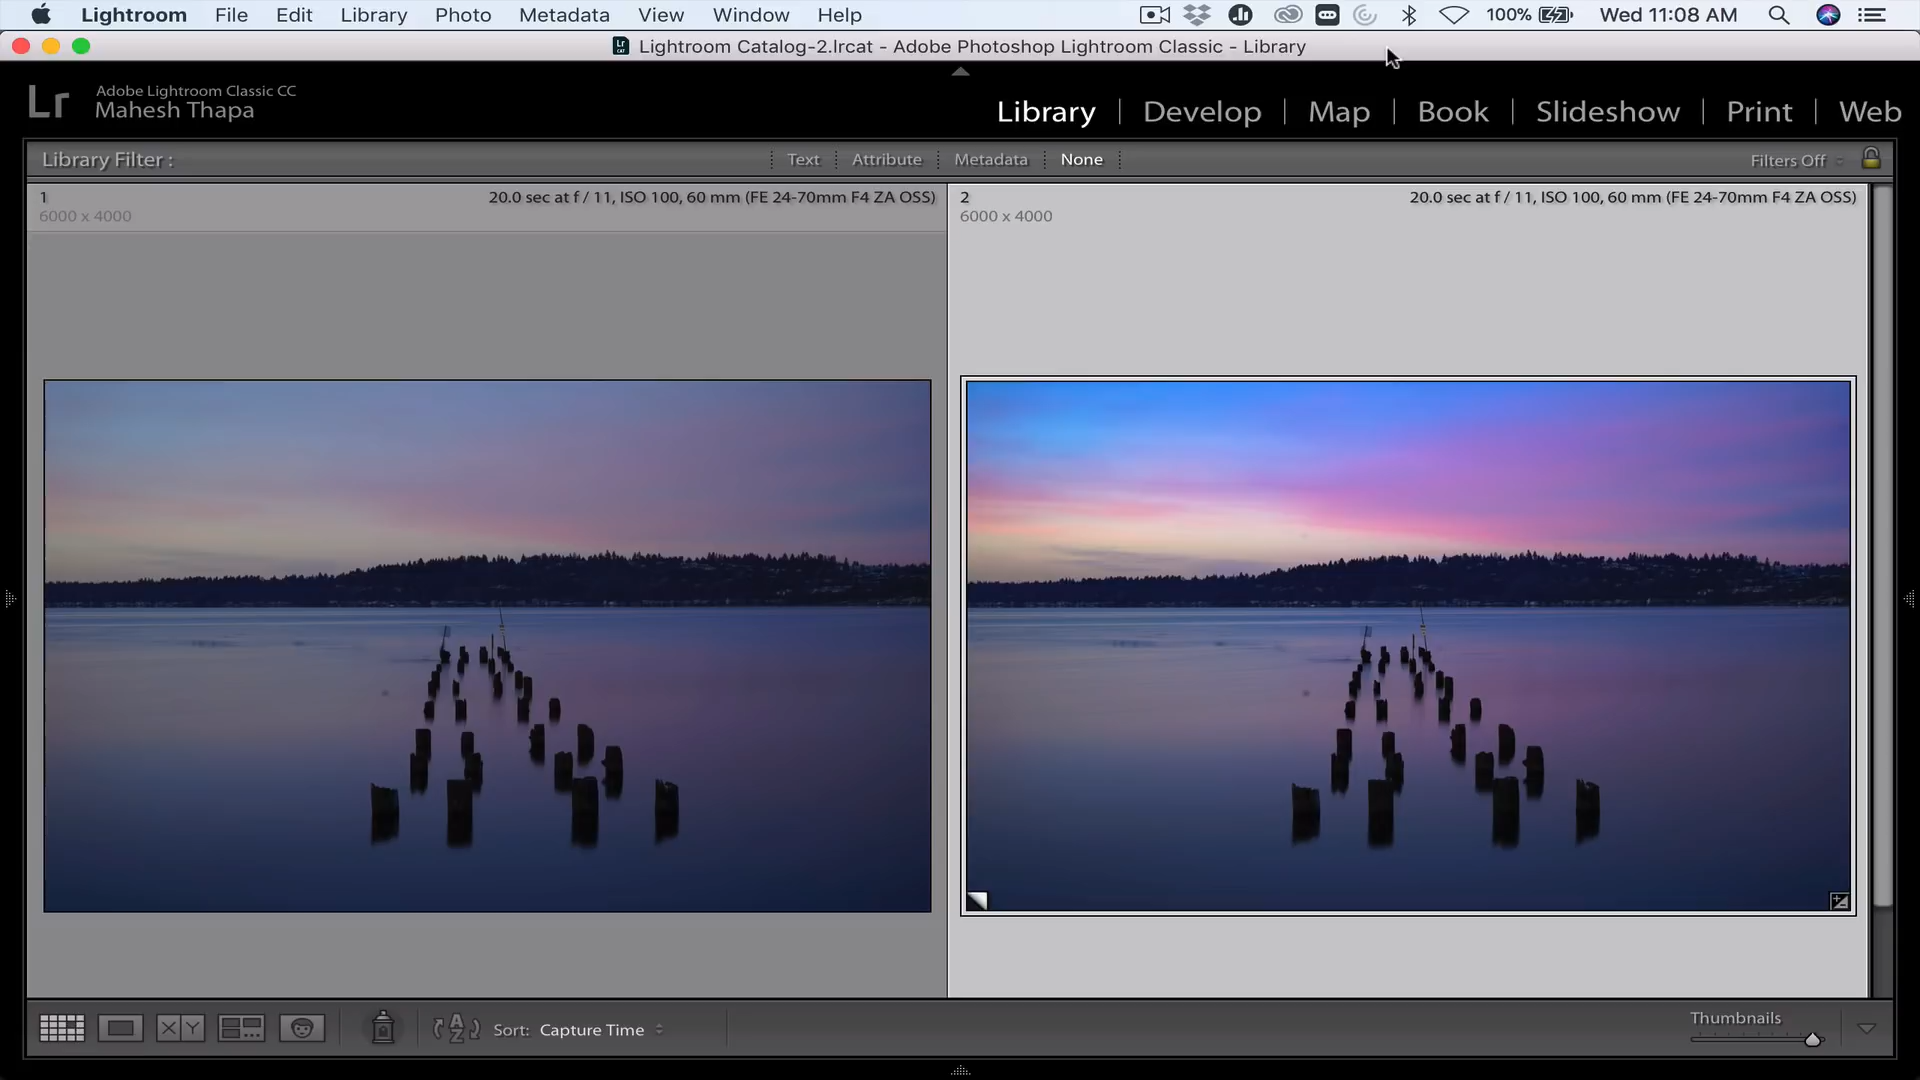 Lightroom File Edit Library Photo Metadata View Window Help 100% Wed 11:08 AM
Lightroom Catalog-2.lrcat - Adobe Photoshop Lightroom Classic - Library
Lr Adobe Lightroom Classic CC
Mahesh Thapa
Library | Develop | Map | Book | Slideshow | Print | Web
Library Filter : Text Attribute Metadata None Filters Off
1 20.0 sec at f / 11, ISO 100, 60 mm (FE 24-70mm F4 ZA OSS)
6000 x 4000
2 20.0 sec at f / 11, ISO 100, 60 mm (FE 24-70mm F4 ZA OSS)
6000 x 4000
X Y A Z Sort: Capture Time Thumbnails